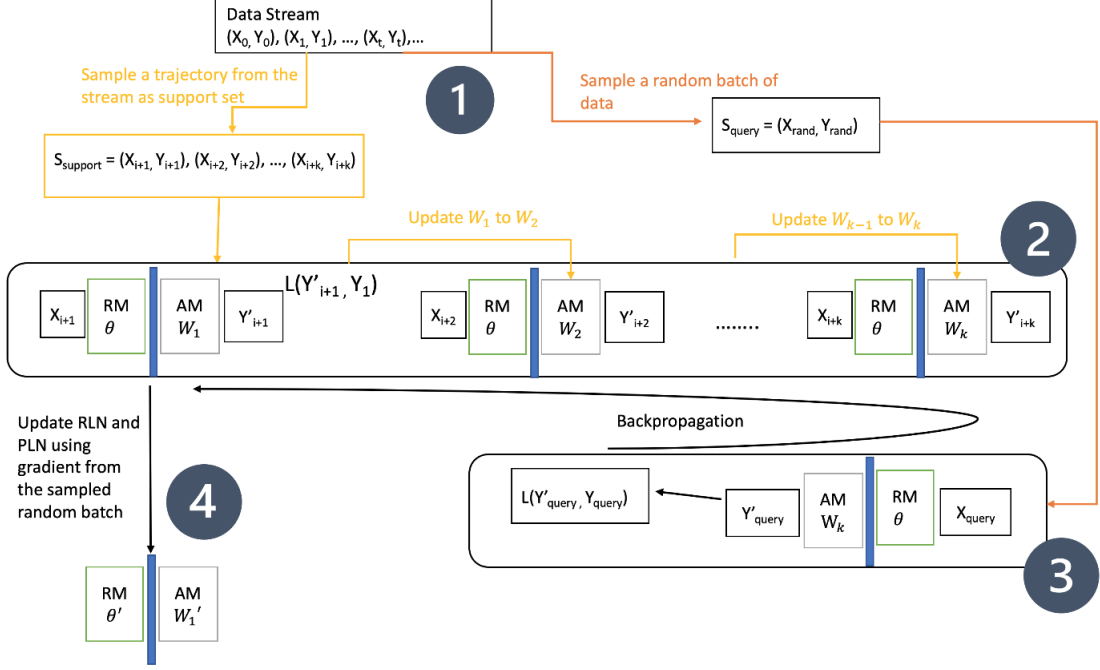 Data Stream
(X0, Y0), (X1, Y1), ..., (Xt, Yt),...
Sample a trajectory from the
stream as support set
1
Sample a random batch of
data
Squery = (Xrand, Yrand)
Ssupport = (Xi+1, Yi+1), (Xi+2, Yi+2), ..., (Xi+k, Yi+k)
Update W1 to W2
Update Wk−1 to Wk
2
Xi+1
RM
θ
AM
W1
Y'i+1
L(Y'i+1 , Y1)
Xi+2
RM
θ
AM
W2
Y'i+2
........
Xi+k
RM
θ
AM
Wk
Y'i+k
Update RLN and
PLN using
gradient from
the sampled
random batch
4
Backpropagation
L(Y'query , Yquery)
Y'query
AM
Wk
RM
θ
Xquery
3
RM
θ'
AM
W1'